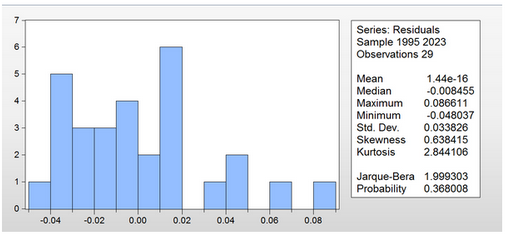 7
6
5
4
3
2
1
0
-0.04 -0.02 0.00 0.02 0.04 0.06 0.08
Series: Residuals
Sample 1995 2023
Observations 29
Mean 1.44e-16
Median -0.008455
Maximum 0.086611
Minimum -0.048037
Std. Dev. 0.033826
Skewness 0.638415
Kurtosis 2.844106
Jarque-Bera 1.999303
Probability 0.368008